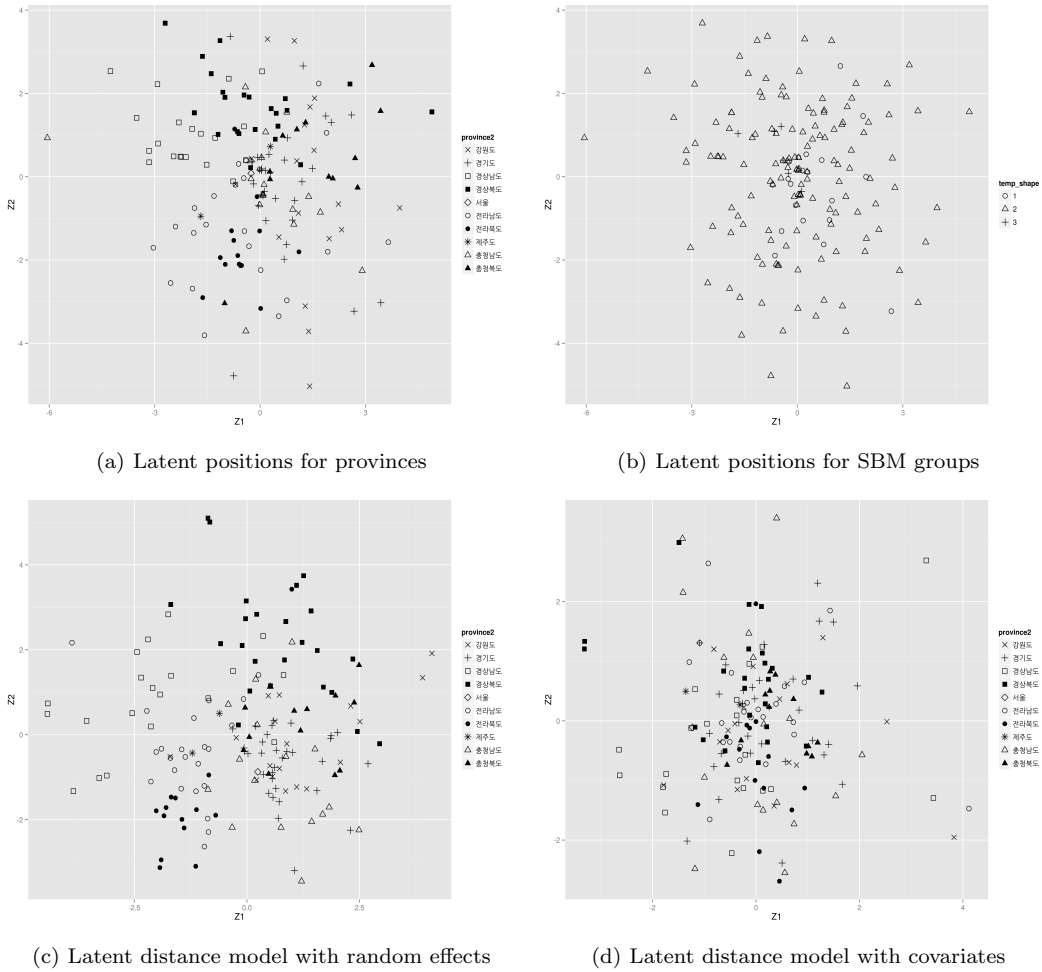 4
2
0
-2
-4
Z2
-6
-3
0
3
Z1
province2
강원도
경기도
경상남도
경상북도
서울
전라남도
전라북도
제주도
충청남도
충청북도
(a) Latent positions for provinces
4
2
0
-2
-4
Z2
-6
-3
0
3
Z1
temp_shape
1
2
3
(b) Latent positions for SBM groups
4
2
0
-2
Z2
-2.5
0.0
2.5
Z1
province2
강원도
경기도
경상남도
경상북도
서울
전라남도
전라북도
제주도
충청남도
충청북도
(c) Latent distance model with random effects
2
0
-2
Z2
-2
0
2
4
Z1
province2
강원도
경기도
경상남도
경상북도
서울
전라남도
전라북도
제주도
충청남도
충청북도
(d) Latent distance model with covariates